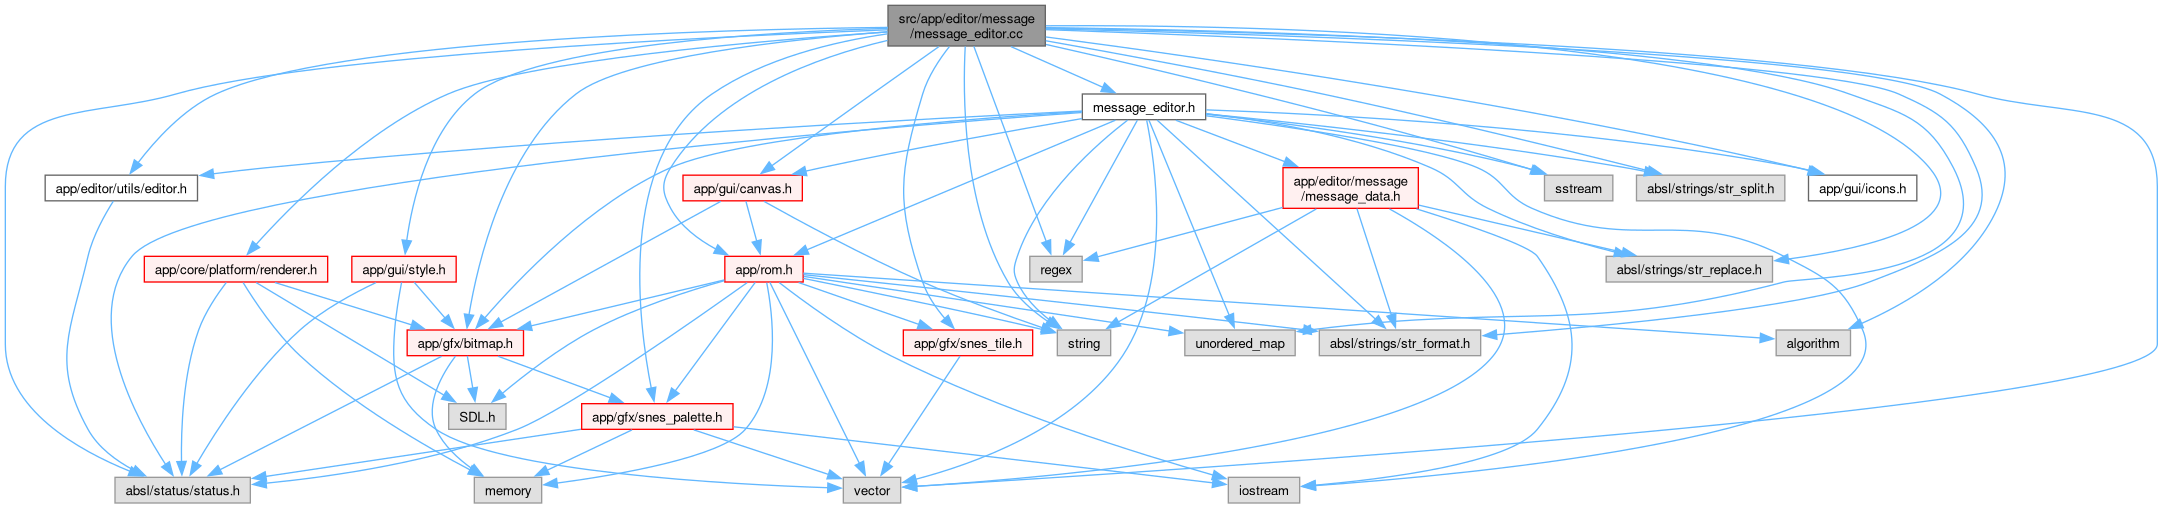 src/app/editor/message
/message_editor.cc
message_editor.h
app/editor/utils/editor.h
app/gui/canvas.h
app/editor/message
/message_data.h
sstream
absl/strings/str_split.h
app/gui/icons.h
app/core/platform/renderer.h
app/gui/style.h
app/rom.h
regex
absl/strings/str_replace.h
app/gfx/bitmap.h
app/gfx/snes_tile.h
string
unordered_map
absl/strings/str_format.h
algorithm
SDL.h
app/gfx/snes_palette.h
absl/status/status.h
memory
vector
iostream